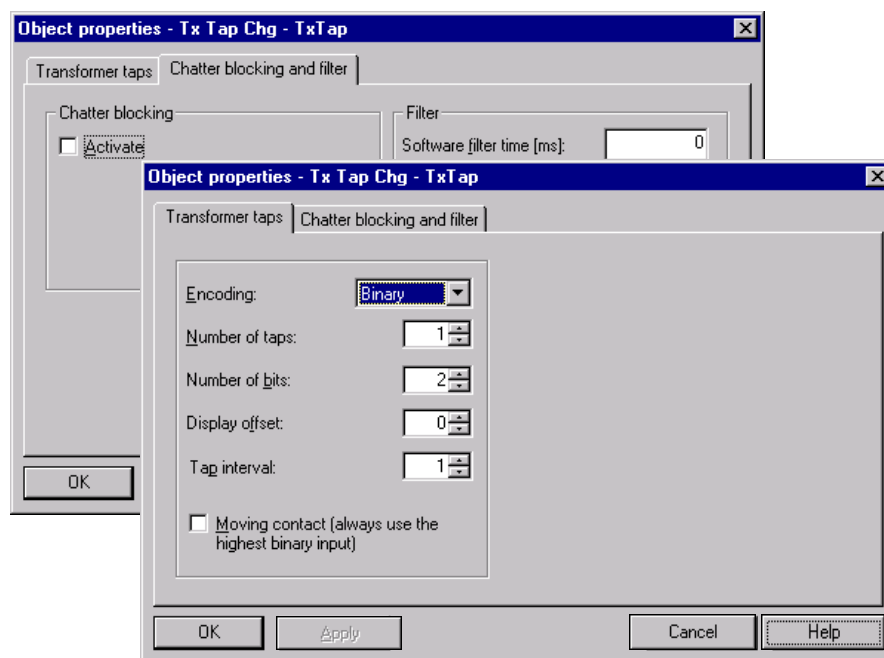 Object properties - Tx Tap Chg - TxTap
Transformer taps Chatter blocking and filter
Chatter blocking Filter
Activate Software filter time [ms]: 0
Object properties - Tx Tap Chg - TxTap
Transformer taps Chatter blocking and filter
Encoding: Binary
Number of taps: 1
Number of bits: 2
Display offset: 0
Tap interval: 1
Moving contact (always use the
highest binary input)
OK
OK Apply Cancel Help